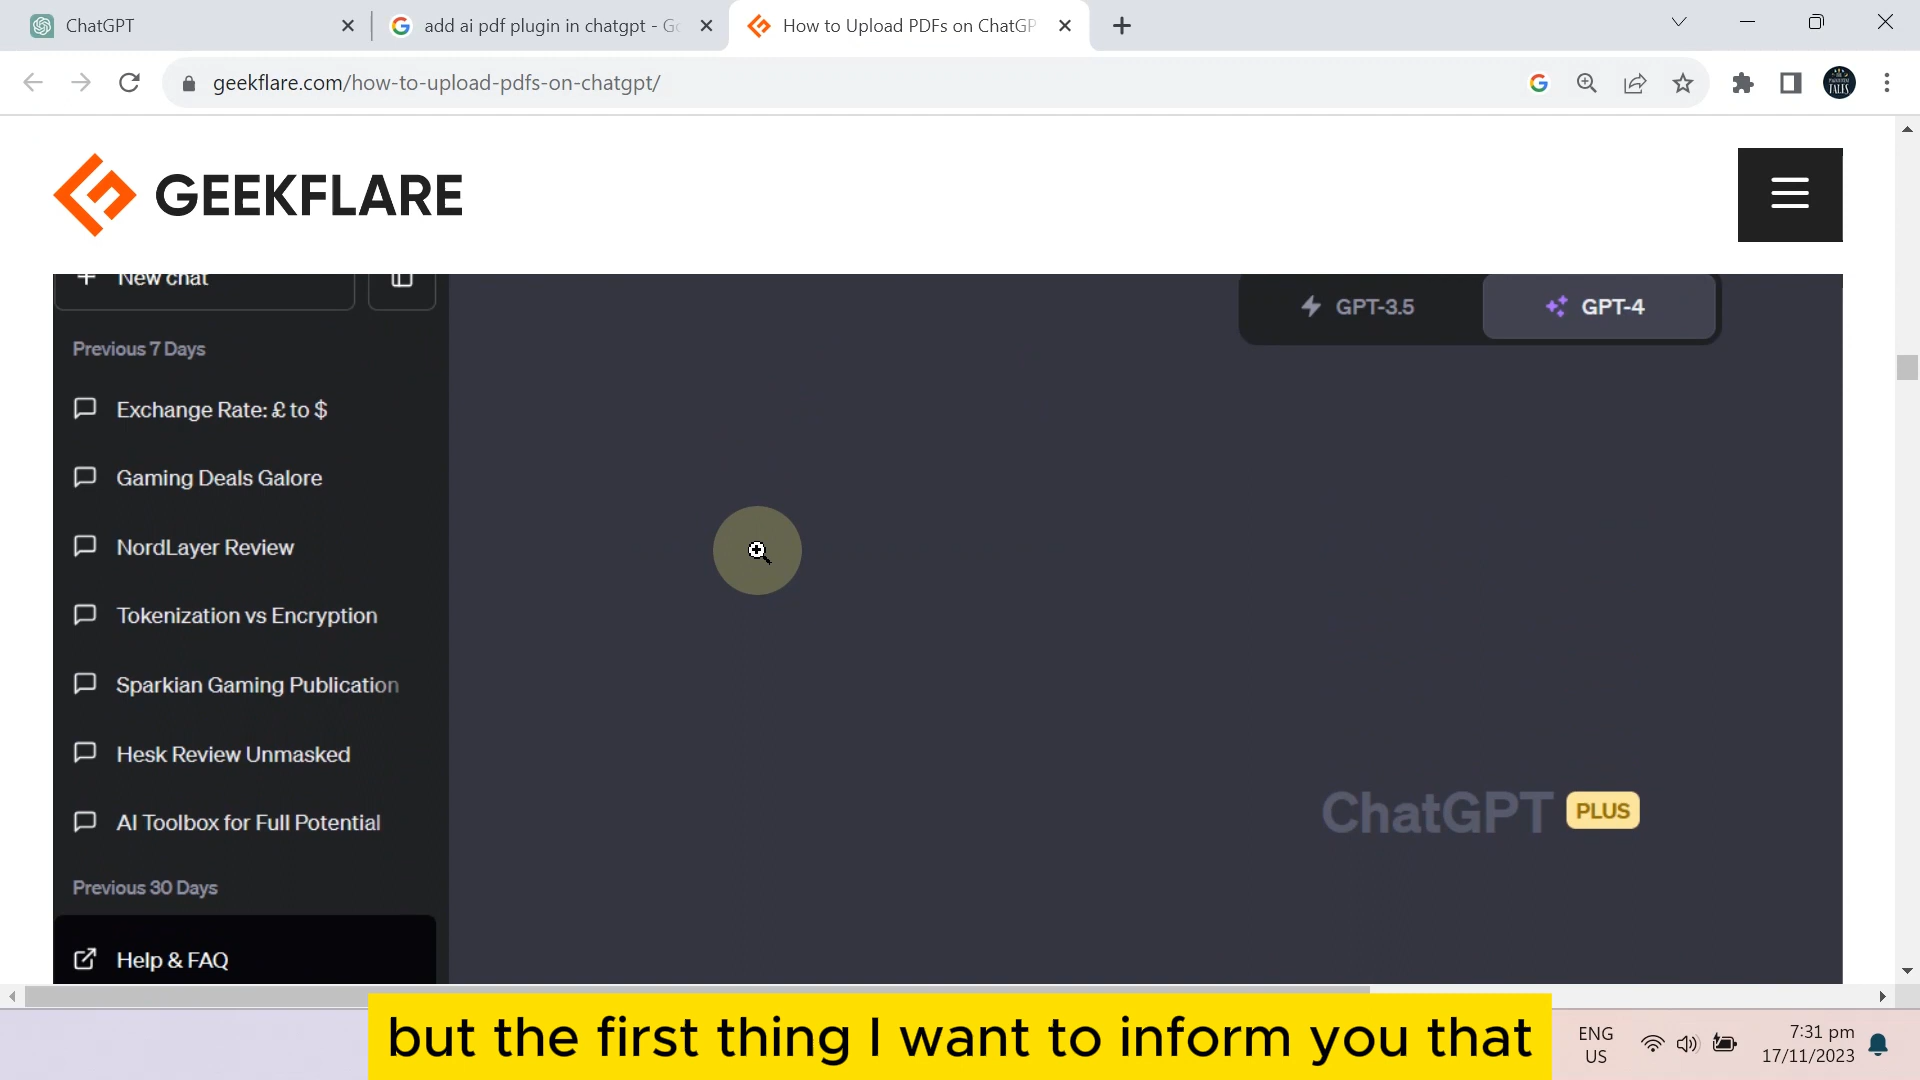 ChatGPT
add ai pdf plugin in chatgpt - Go
How to Upload PDFs on ChatGP
geekflare.com/how-to-upload-pdfs-on-chatgpt/
GEEKFLARE
New chat
GPT-3.5
GPT-4
Previous 7 Days
Exchange Rate: £ to $
Gaming Deals Galore
NordLayer Review
Tokenization vs Encryption
Sparkian Gaming Publication
Hesk Review Unmasked
ChatGPT PLUS
AI Toolbox for Full Potential
Previous 30 Days
Help & FAQ
but the first thing I want to inform you that
ENG
US
7:31 pm
17/11/2023